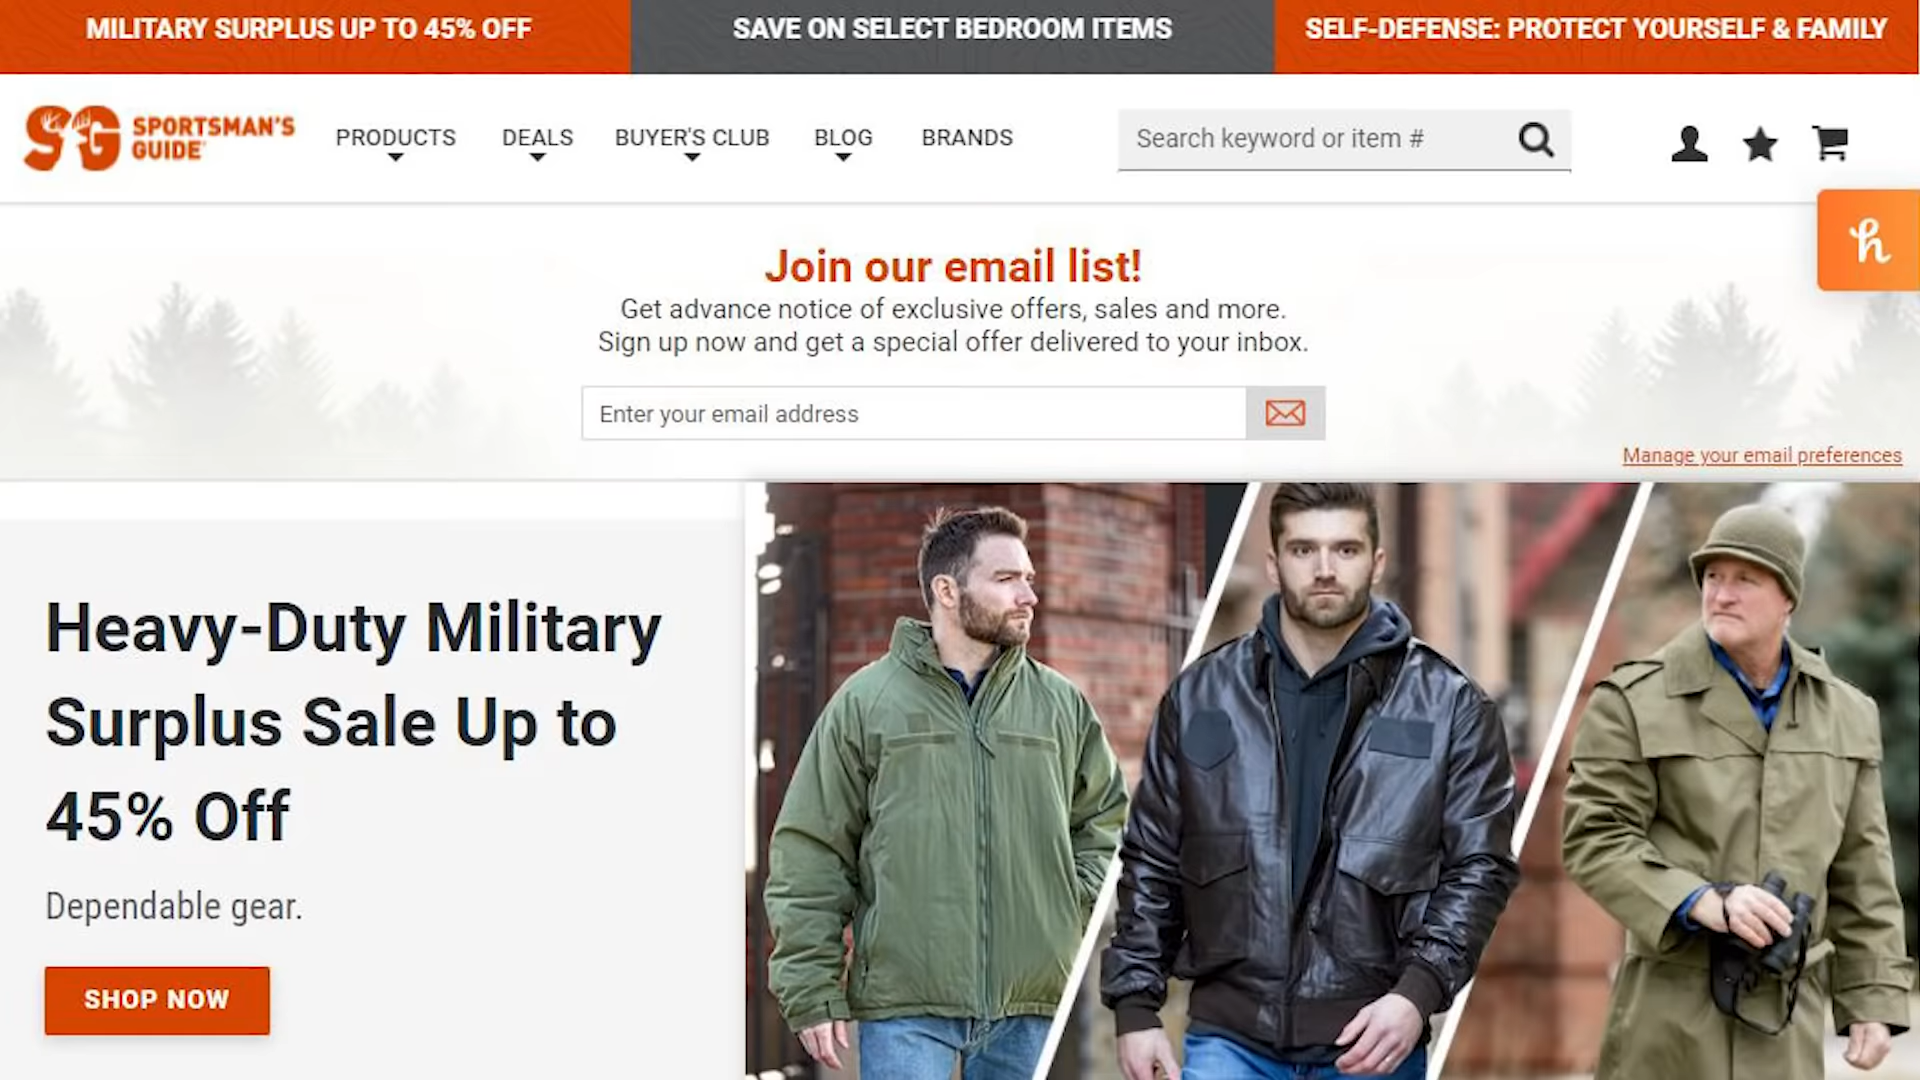 MILITARY SURPLUS UP TO 45% OFF
SAVE ON SELECT BEDROOM ITEMS
SELF-DEFENSE: PROTECT YOURSELF & FAMILY
SG SPORTSMAN'S
GUIDE
PRODUCTS
DEALS
BUYER'S CLUB
BLOG
BRANDS
Search keyword or item #
h
Join our email list!
Get advance notice of exclusive offers, sales and more.
Sign up now and get a special offer delivered to your inbox.
Enter your email address
Manage your email preferences
Heavy-Duty Military
Surplus Sale Up to
45% Off
Dependable gear.
SHOP NOW